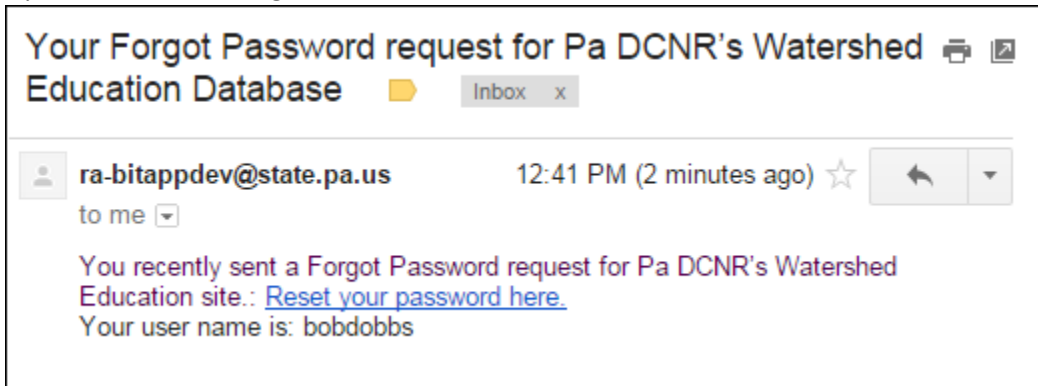 Your Forgot Password request for Pa DCNR's Watershed
Education Database Inbox x
ra-bitappdev@state.pa.us 12:41 PM (2 minutes ago)
to me
You recently sent a Forgot Password request for Pa DCNR's Watershed
Education site.: Reset your password here.
Your user name is: bobdobbs